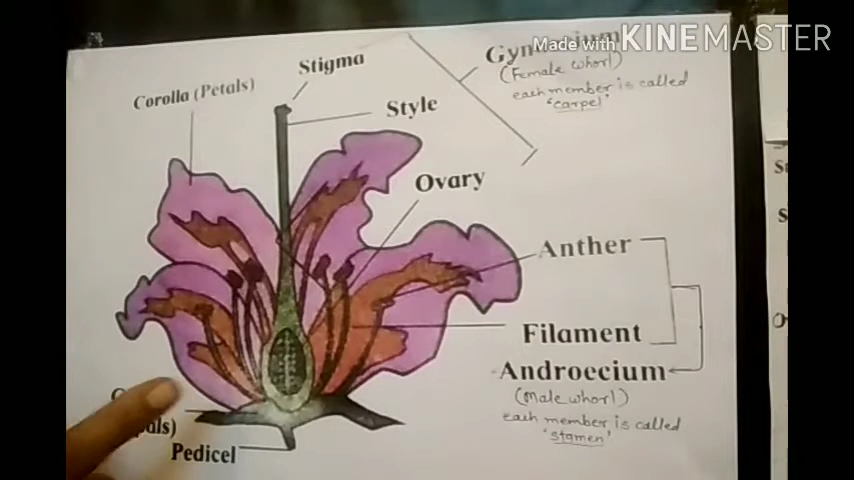 Made with KINEMASTER
Stigma
Corolla (Petals)
Style
(Female whorl)
each member is called
'carpel'
Ovary
Anther
Filament
Androecium
(Male whorl)
each member is called
'stamen'
Pedicel